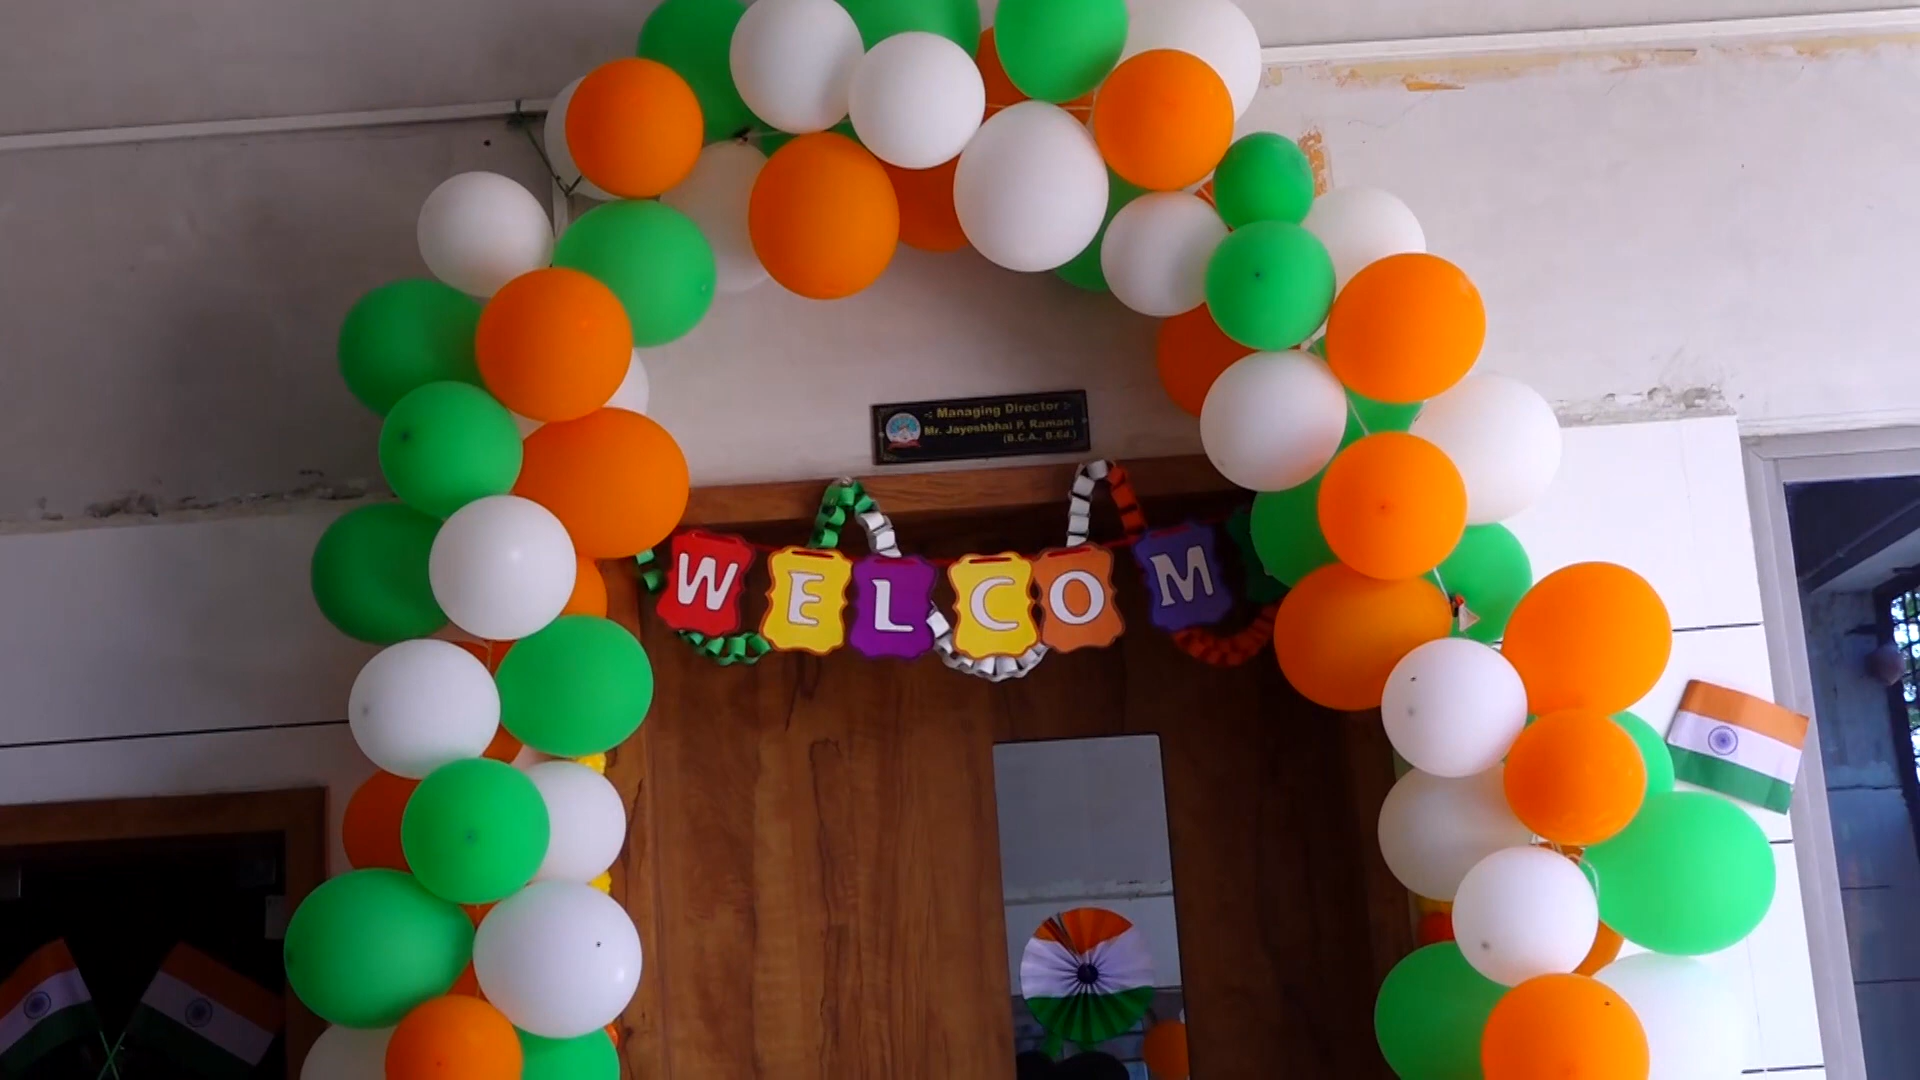 -: Managing Director :-
Mr. Jayeshbhai P. Ramani
(B.C.A., B.Ed.)
WELCOM